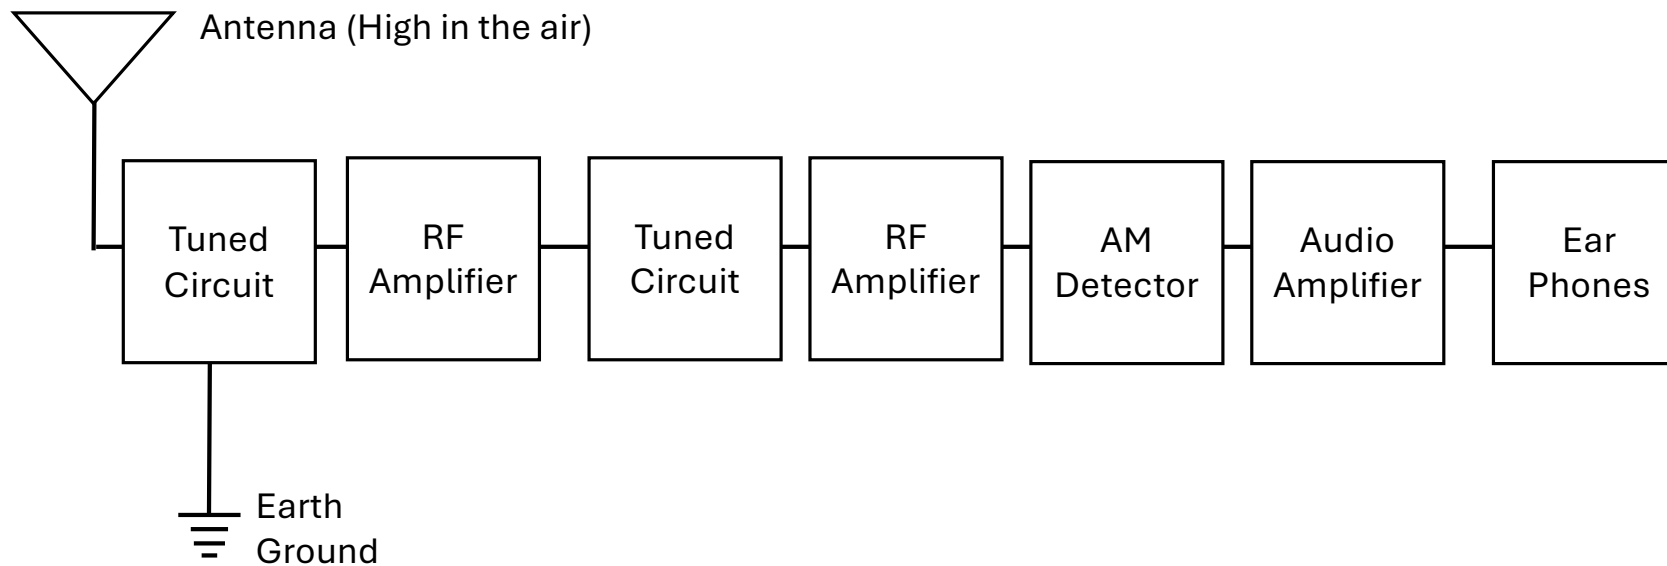 Antenna (High in the air)
Tuned
Circuit
RF
Amplifier
Tuned
Circuit
RF
Amplifier
AM
Detector
Audio
Amplifier
Ear
Phones
Earth
Ground